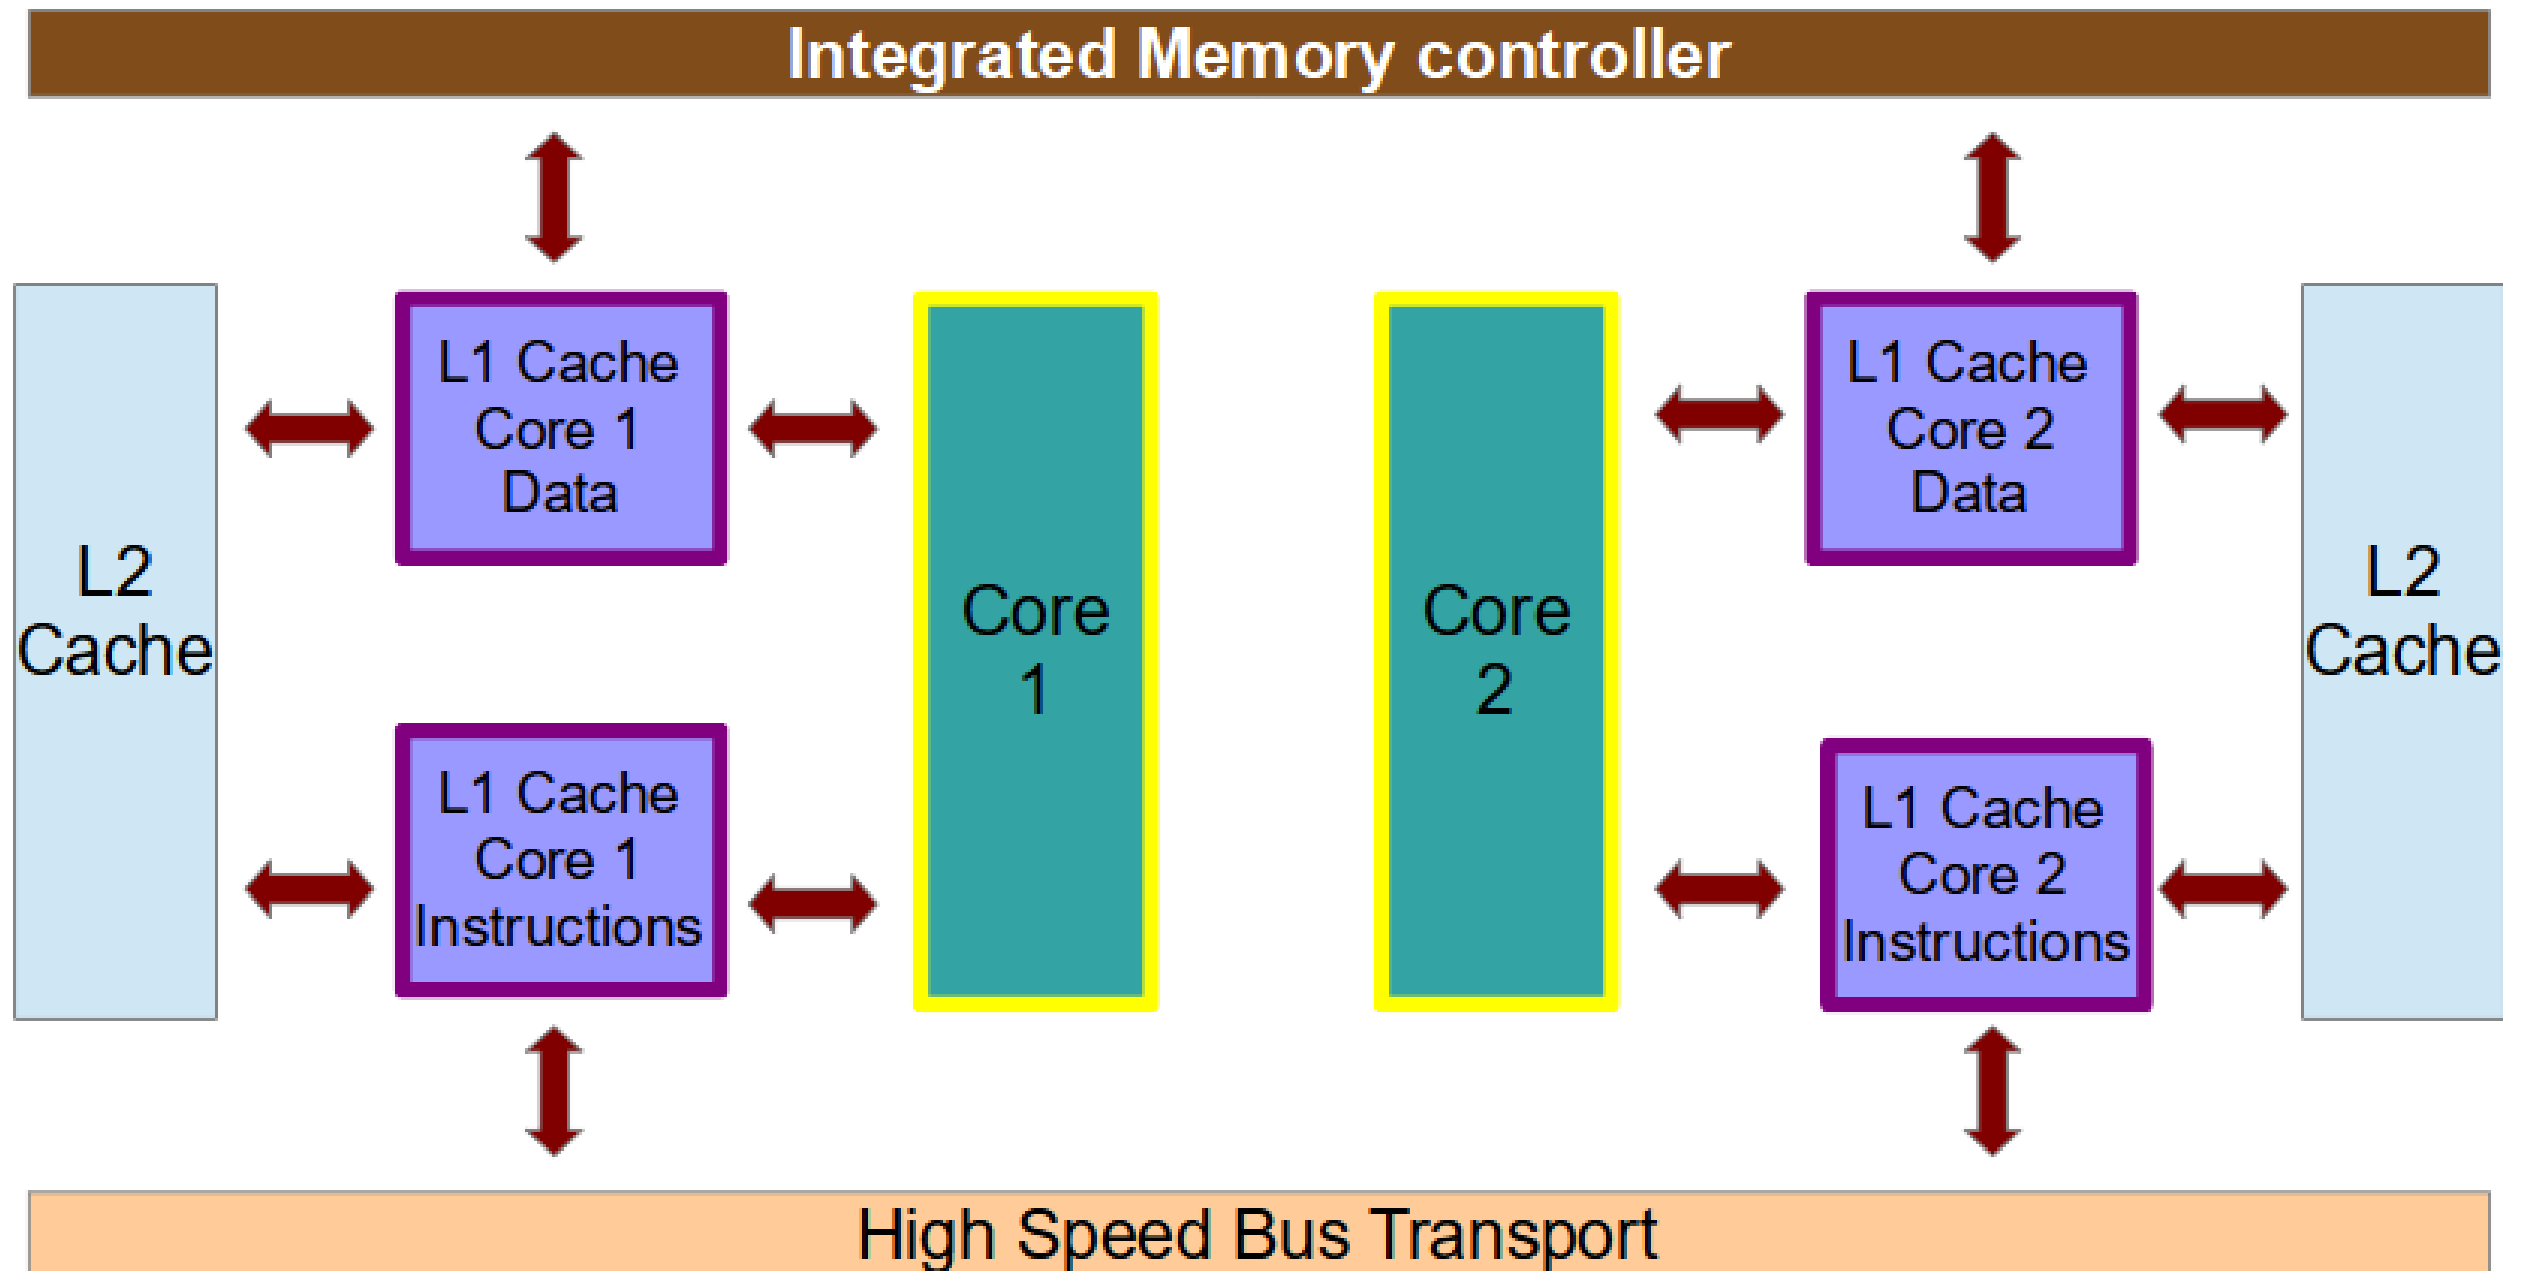 Integrated Memory controller
L2
Cache
L1 Cache
Core 1
Data
L1 Cache
Core 1
Instructions
Core
1
Core
2
L1 Cache
Core 2
Data
L1 Cache
Core 2
Instructions
L2
Cache
High Speed Bus Transport